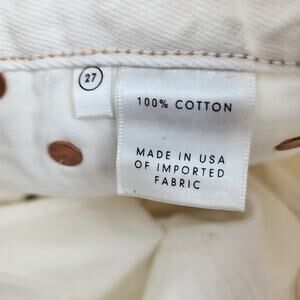 27
100% COTTON
MADE IN USA
OF IMPORTED
FABRIC